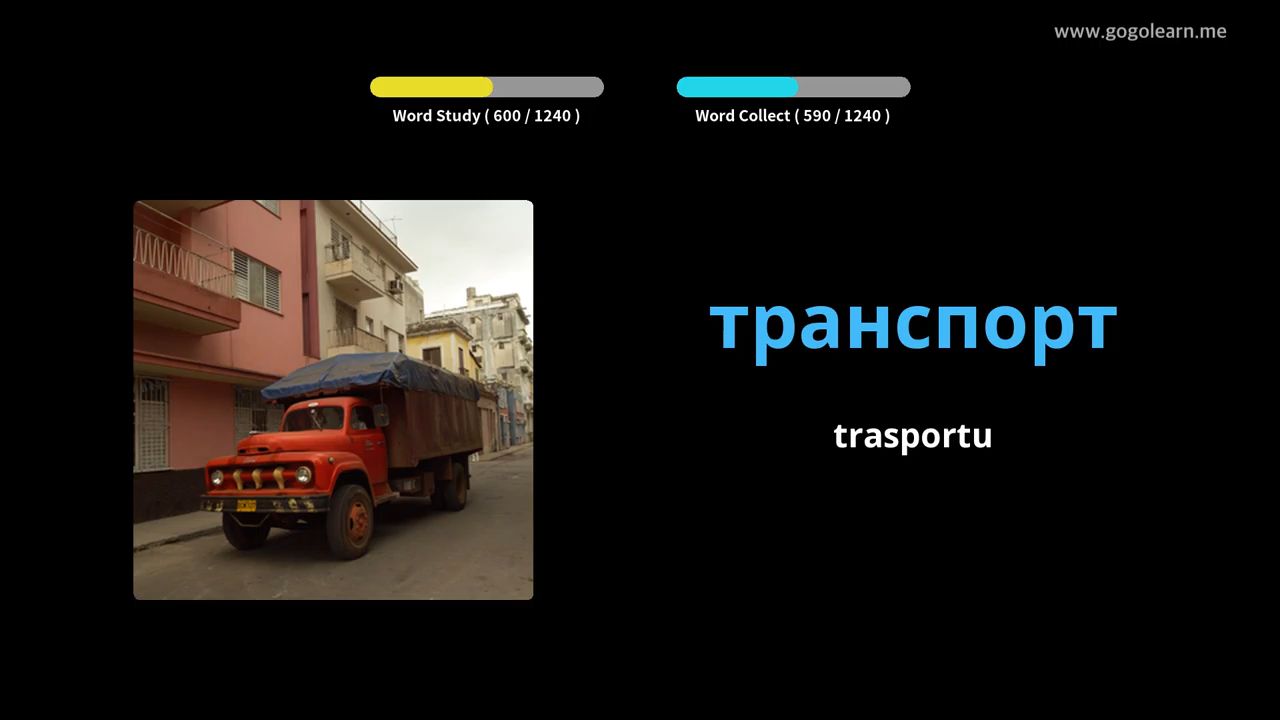 www.gogolearn.me
Word Study ( 600 / 1240 )
Word Collect ( 590 / 1240 )
транспорт
trasportu